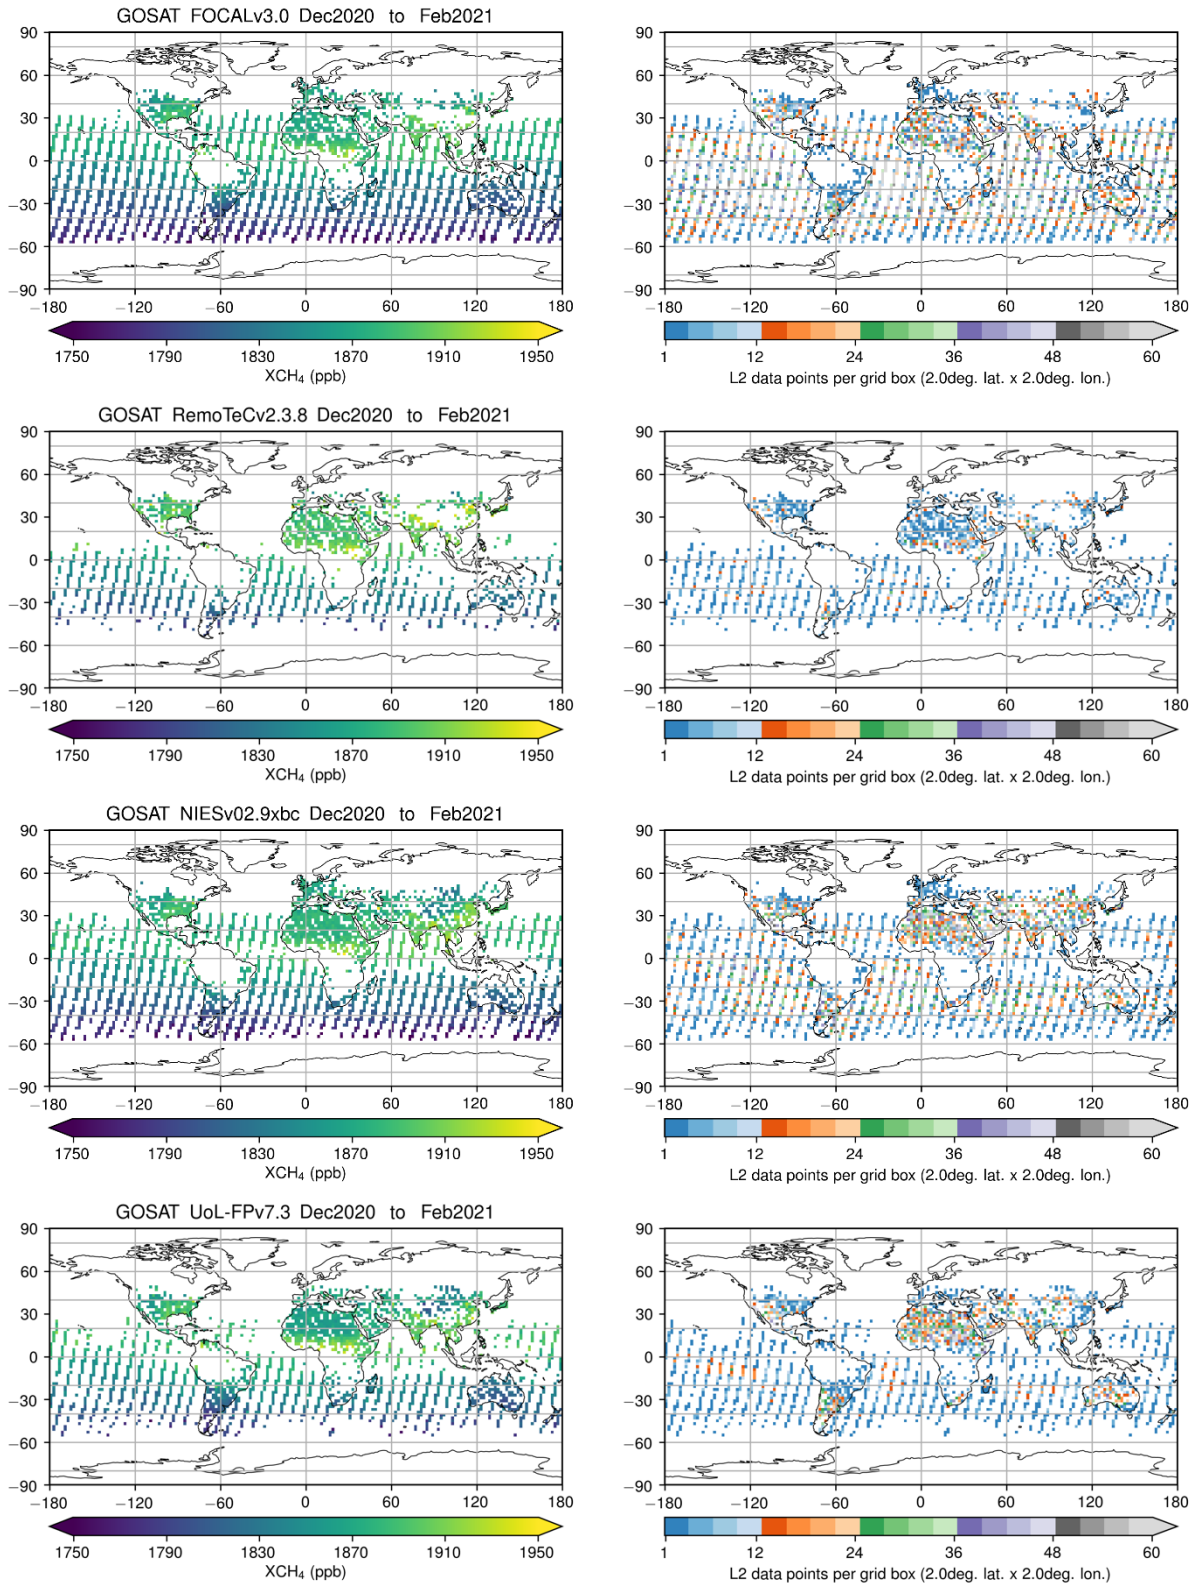 GOSAT FOCALv3.0 Dec2020 to Feb2021
90
60
30
0
−30
−60
−90
−180 −120 −60 0 60 120 180
1750 1790 1830 1870 1910 1950
XCH₄ (ppb)
90
60
30
0
−30
−60
−90
−180 −120 −60 0 60 120 180
1 12 24 36 48 60
L2 data points per grid box (2.0deg. lat. x 2.0deg. lon.)
GOSAT RemoTeCv2.3.8 Dec2020 to Feb2021
90
60
30
0
−30
−60
−90
−180 −120 −60 0 60 120 180
1750 1790 1830 1870 1910 1950
XCH₄ (ppb)
90
60
30
0
−30
−60
−90
−180 −120 −60 0 60 120 180
1 12 24 36 48 60
L2 data points per grid box (2.0deg. lat. x 2.0deg. lon.)
GOSAT NIESv02.9xbc Dec2020 to Feb2021
90
60
30
0
−30
−60
−90
−180 −120 −60 0 60 120 180
1750 1790 1830 1870 1910 1950
XCH₄ (ppb)
90
60
30
0
−30
−60
−90
−180 −120 −60 0 60 120 180
1 12 24 36 48 60
L2 data points per grid box (2.0deg. lat. x 2.0deg. lon.)
GOSAT UoL-FPv7.3 Dec2020 to Feb2021
90
60
30
0
−30
−60
−90
−180 −120 −60 0 60 120 180
1750 1790 1830 1870 1910 1950
XCH₄ (ppb)
90
60
30
0
−30
−60
−90
−180 −120 −60 0 60 120 180
1 12 24 36 48 60
L2 data points per grid box (2.0deg. lat. x 2.0deg. lon.)